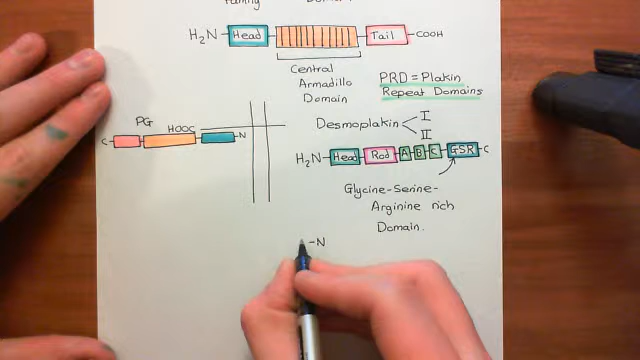 H₂N Head Tail COOH
Central
Armadillo
Domain
PRD = Plakin
Repeat Domains
PG
HOOC
C N
Desmoplakin I
II
H₂N Head Rod A B C GSR C
Glycine-Serine-
Arginine rich
Domain.
-N